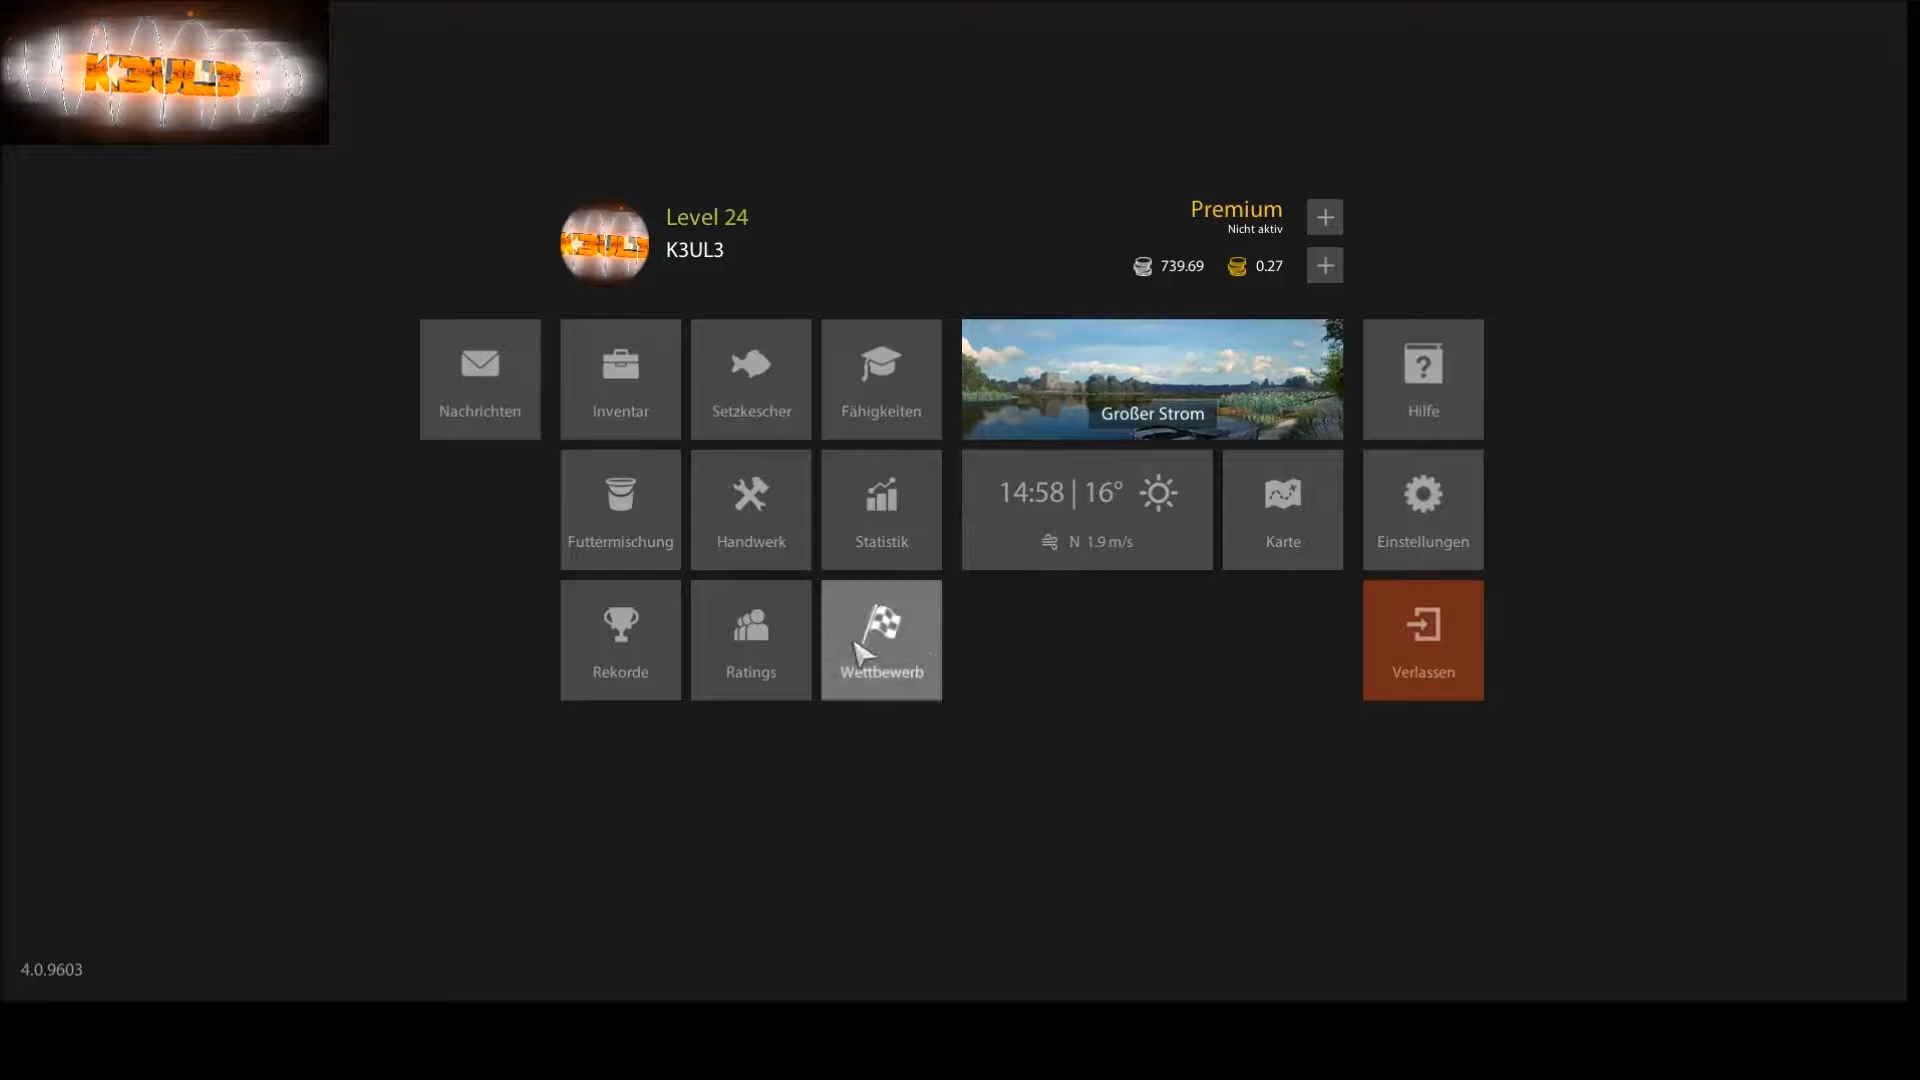 K3UL3
Level 24
K3UL3
K3UL3
Premium
Nicht aktiv
739.69
0.27
Nachrichten
Inventar
Setzkescher
Fähigkeiten
Großer Strom
Hilfe
Futtermischung
Handwerk
Statistik
14:58 | 16°
N 1.9 m/s
Karte
Einstellungen
Rekorde
Ratings
Wettbewerb
Verlassen
4.0.9603